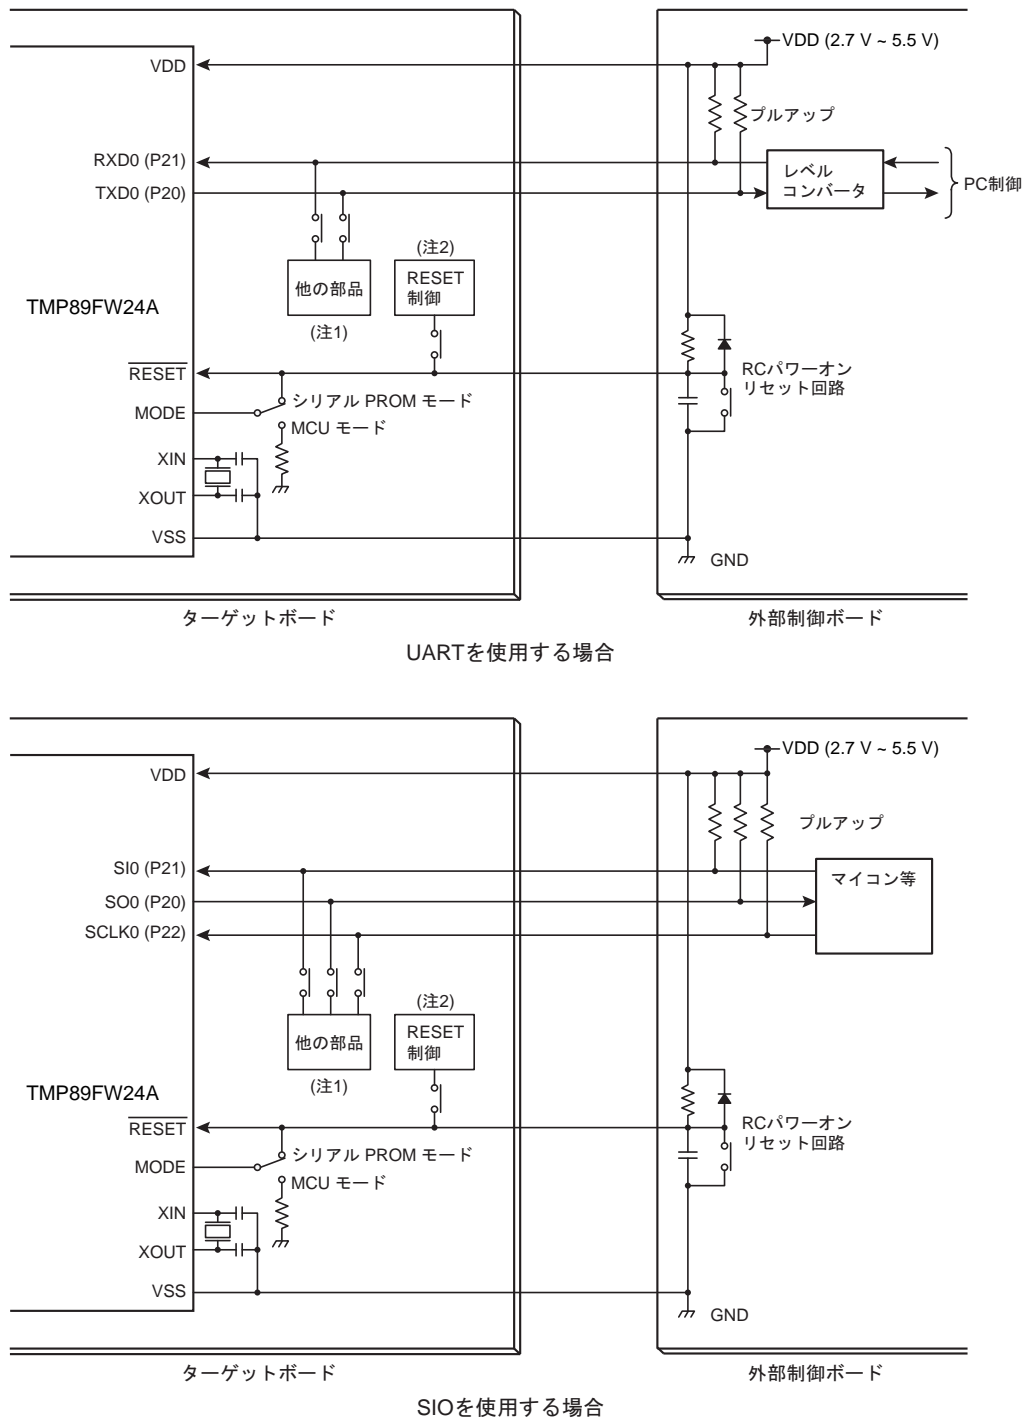 VDD (2.7 V ~ 5.5 V)
VDD
プルアップ
RXD0 (P21)
TXD0 (P20)
レベル
コンバータ
PC制御
(注2)
RESET
制御
他の部品
(注1)
TMP89FW24A
RESET
RCパワーオン
リセット回路
シリアル PROM モード
MODE
MCU モード
XIN
XOUT
VSS
GND
ターゲットボード
外部制御ボード
UARTを使用する場合
VDD (2.7 V ~ 5.5 V)
VDD
プルアップ
SI0 (P21)
マイコン等
SO0 (P20)
SCLK0 (P22)
(注2)
RESET
制御
他の部品
(注1)
TMP89FW24A
RESET
RCパワーオン
リセット回路
シリアル PROM モード
MODE
MCU モード
XIN
XOUT
VSS
GND
ターゲットボード
外部制御ボード
SIOを使用する場合